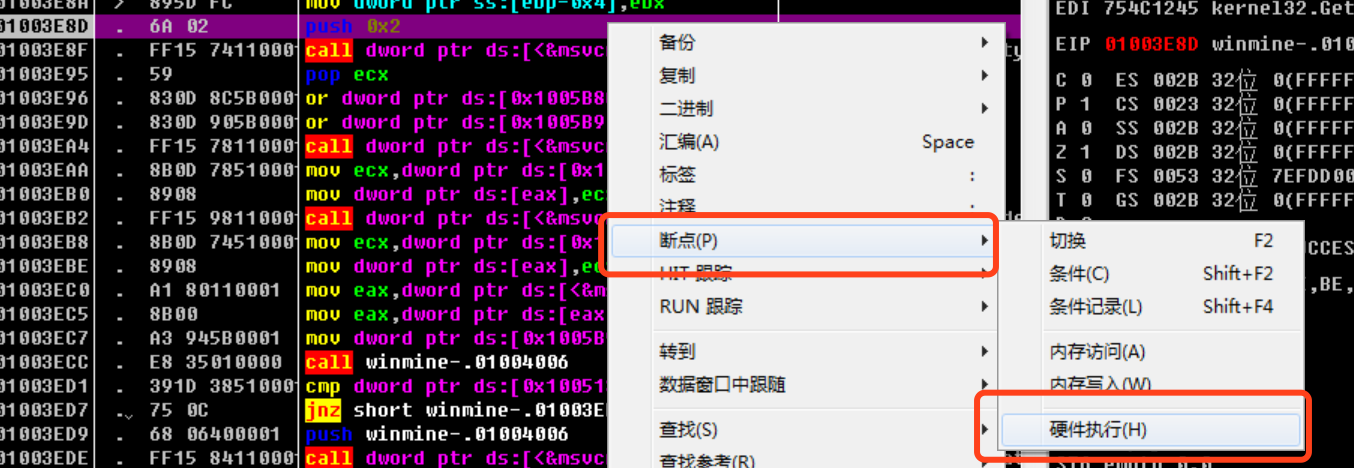 01003E8A > 895D FC mov dword ptr ss:[ebp-0x4],ebx
01003E8D . 6A 02 push 0x2
01003E8F . FF15 74110001 call dword ptr ds:[<&msvc
01003E95 . 59 pop ecx
01003E96 . 830D 8C5B0001 or dword ptr ds:[0x1005B8
01003E9D . 830D 905B0001 or dword ptr ds:[0x1005B9
01003EA4 . FF15 78110001 call dword ptr ds:[<&msvc
01003EAA . 8B0D 78510001 mov ecx,dword ptr ds:[0x1
01003EB0 . 8908 mov dword ptr ds:[eax],ec
01003EB2 . FF15 98110001 call dword ptr ds:[<&msvc
01003EB8 . 8B0D 74510001 mov ecx,dword ptr ds:[0x1
01003EBE . 8908 mov dword ptr ds:[eax],ec
01003EC0 . A1 80110001 mov eax,dword ptr ds:[<&m
01003EC5 . 8B00 mov eax,dword ptr ds:[eax
01003EC7 . A3 945B0001 mov dword ptr ds:[0x1005B
01003ECC . E8 35010000 call winmine-.01004006
01003ED1 . 391D 38510001 cmp dword ptr ds:[0x10051
01003ED7 . 75 0C jnz short winmine-.01003E
01003ED9 . 68 06400001 push winmine-.01004006
01003EDE . FF15 84110001 call dword ptr ds:[<&msvc
备份
复制
二进制
汇编(A) Space
标签 :
注释 ;
断点(P)
HIT 跟踪
RUN 跟踪
转到
数据窗口中跟随
查找(S)
查找参考(R)
切换 F2
条件(C) Shift+F2
条件记录(L) Shift+F4
内存访问(A)
内存写入(W)
硬件执行(H)
EDI 754C1245 kernel32.Get
EIP 01003E8D winmine-.010
C 0 ES 002B 32位 0(FFFFF
P 1 CS 0023 32位 0(FFFFF
A 0 SS 002B 32位 0(FFFFF
Z 1 DS 002B 32位 0(FFFFF
S 0 FS 0053 32位 7EFDD00
T 0 GS 002B 32位 0(FFFFF
CCES
,BE,